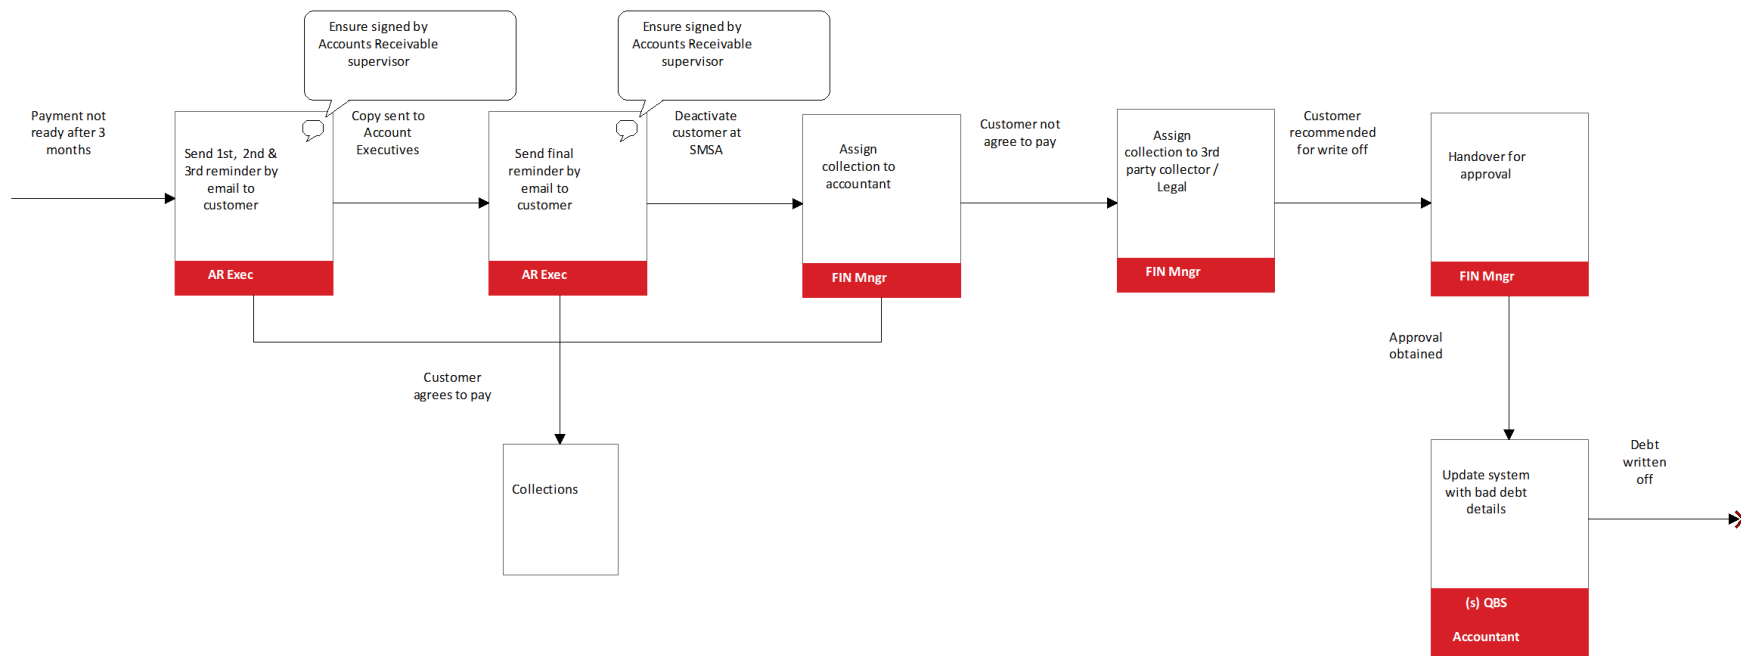 Ensure signed by
Accounts Receivable
supervisor
Ensure signed by
Accounts Receivable
supervisor
Payment not
ready after 3
months
Send 1st, 2nd &
3rd reminder by
email to
customer
AR Exec
Copy sent to
Account
Executives
Send final
reminder by
email to
customer
AR Exec
Deactivate
customer at
SMSA
Assign
collection to
accountant
FIN Mngr
Customer not
agree to pay
Assign
collection to 3rd
party collector /
Legal
FIN Mngr
Customer
recommended
for write off
Handover for
approval
FIN Mngr
Customer
agrees to pay
Collections
Approval
obtained
Update system
with bad debt
details
(s) QBS
Accountant
Debt
written
off